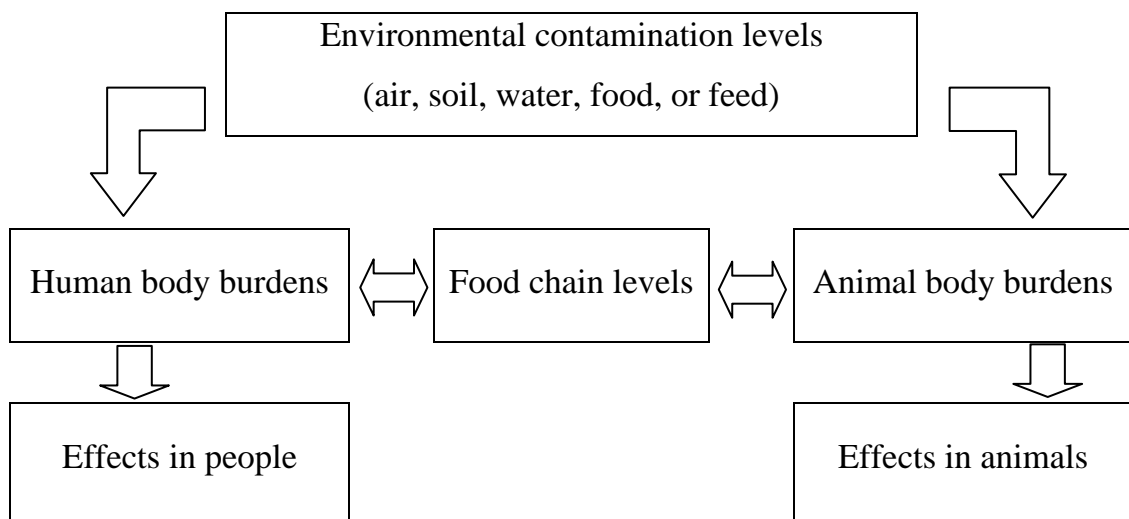 Environmental contamination levels
(air, soil, water, food, or feed)
Human body burdens
Food chain levels
Animal body burdens
Effects in people
Effects in animals